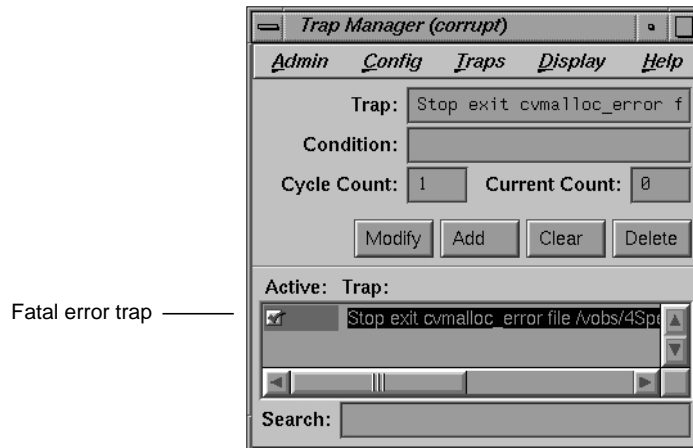 Trap Manager (corrupt)
Admin Config Traps Display Help
Trap: Stop exit cvmalloc_error f
Condition:
Cycle Count: 1 Current Count: 0
Modify Add Clear Delete
Active: Trap:
Fatal error trap
Stop exit cvmalloc_error file /vobs/4Spe
Search: